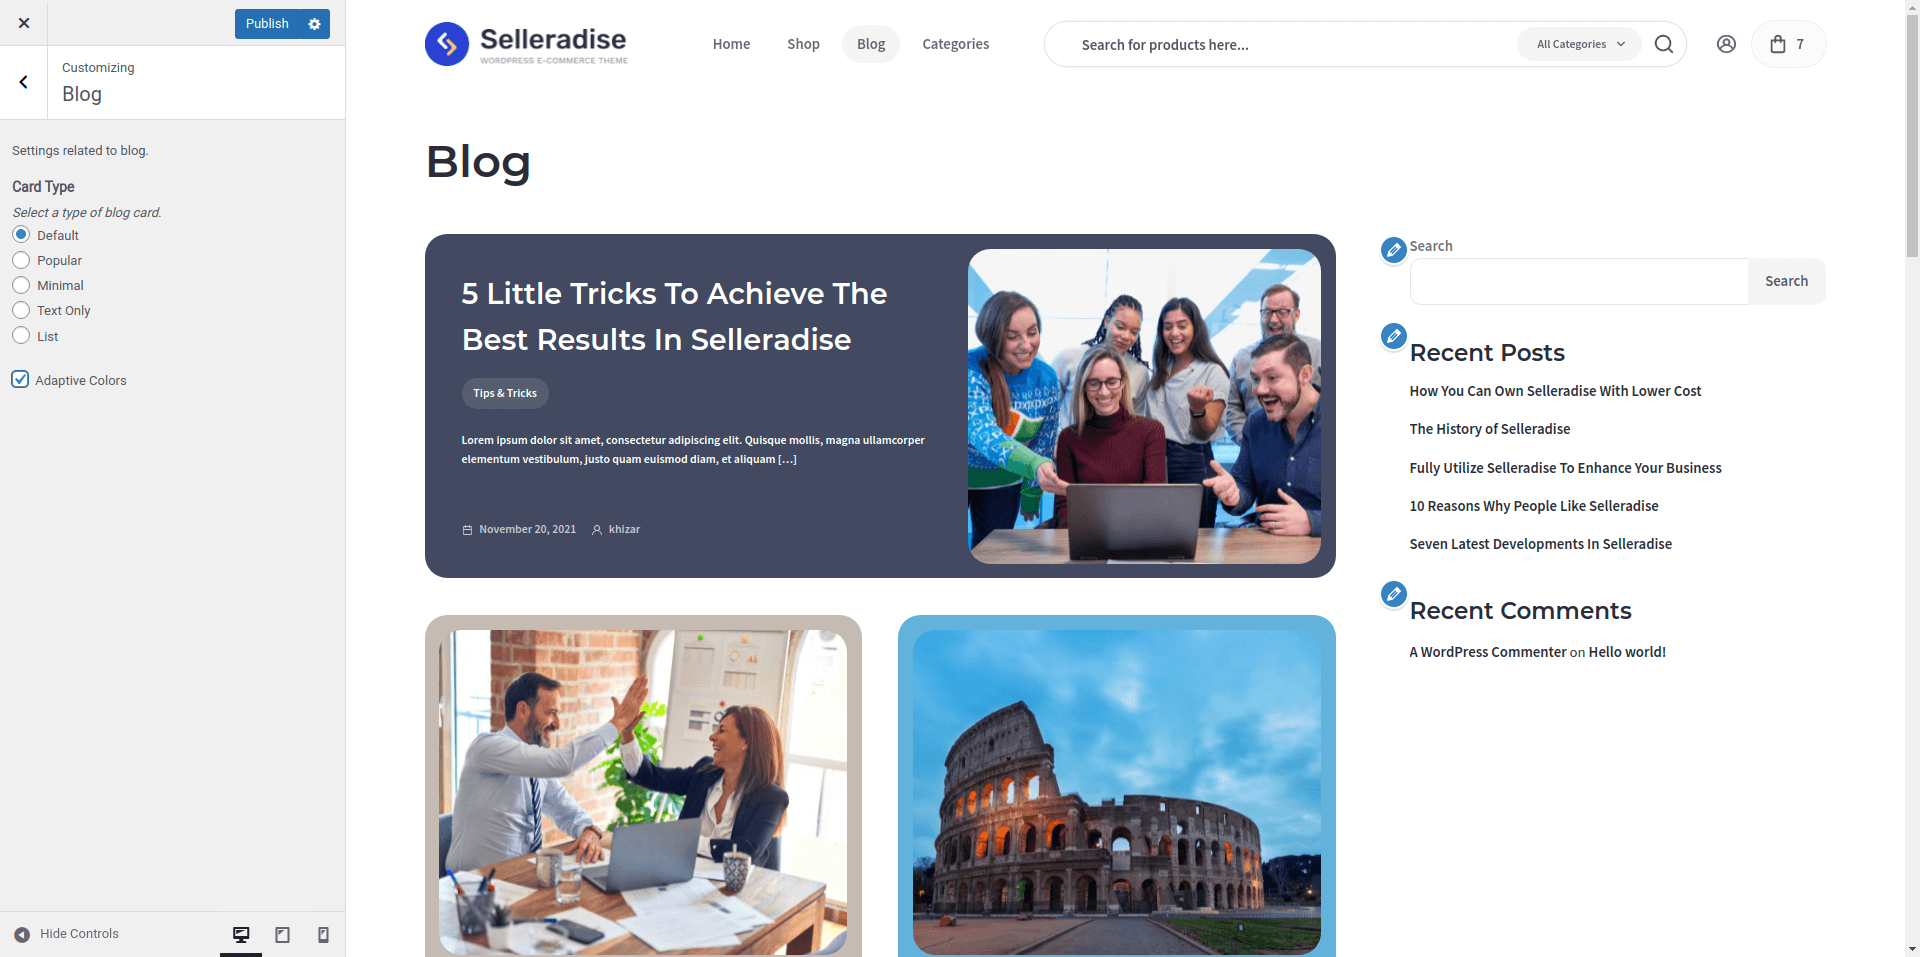 Publish
Customizing
Blog
Settings related to blog.
Card Type
Select a type of blog card.
Default
Popular
Minimal
Text Only
List
Adaptive Colors
Hide Controls
Selleradise
WORDPRESS E-COMMERCE THEME
Home
Shop
Blog
Categories
Search for products here...
All Categories
7
Blog
5 Little Tricks To Achieve The
Best Results In Selleradise
Tips & Tricks
Lorem ipsum dolor sit amet, consectetur adipiscing elit. Quisque mollis, magna ullamcorper
elementum vestibulum, justo quam euismod diam, et aliquam [...]
November 20, 2021
khizar
Search
Search
Recent Posts
How You Can Own Selleradise With Lower Cost
The History of Selleradise
Fully Utilize Selleradise To Enhance Your Business
10 Reasons Why People Like Selleradise
Seven Latest Developments In Selleradise
Recent Comments
A WordPress Commenter on Hello world!